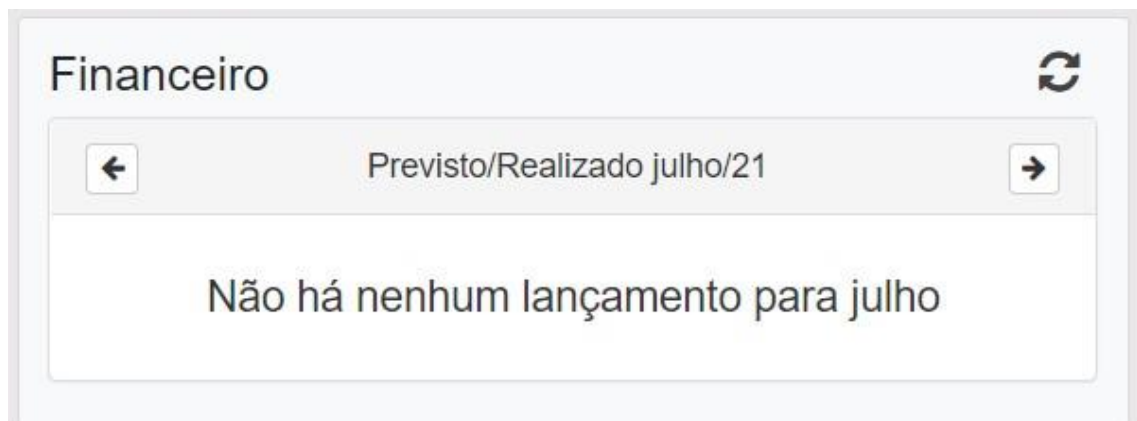 Financeiro
Previsto/Realizado julho/21
Não há nenhum lançamento para julho